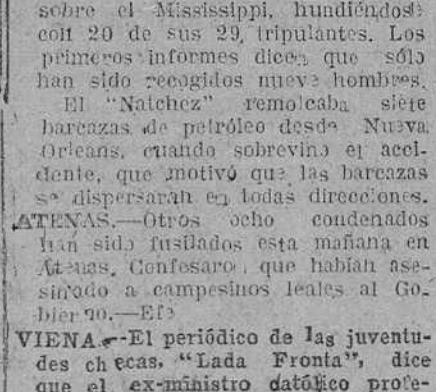 sobre el Mississippi, hundiéndose
con 20 de sus 29, tripulantes. Los
primeros informes dicen que sólo
han sido recogidos nueve hombres.
El "Natchez" remolcaba siete
barcazas de petróleo desde Nueva
Orleans, cuando sobrevino el acci-
dente, que motivó que las barcazas
se dispersaran en todas direcciones.
ATENAS.—Otros ocho condenados
han sido fusilados esta mañana en
Atenas. Confesaron que habían ase-
sinado a campesinos leales al Go-
bierno.—Efe
VIENA.—El periódico de las juventu-
des checas, "Lada Fronta", dice
que el ex-ministro católico profe-